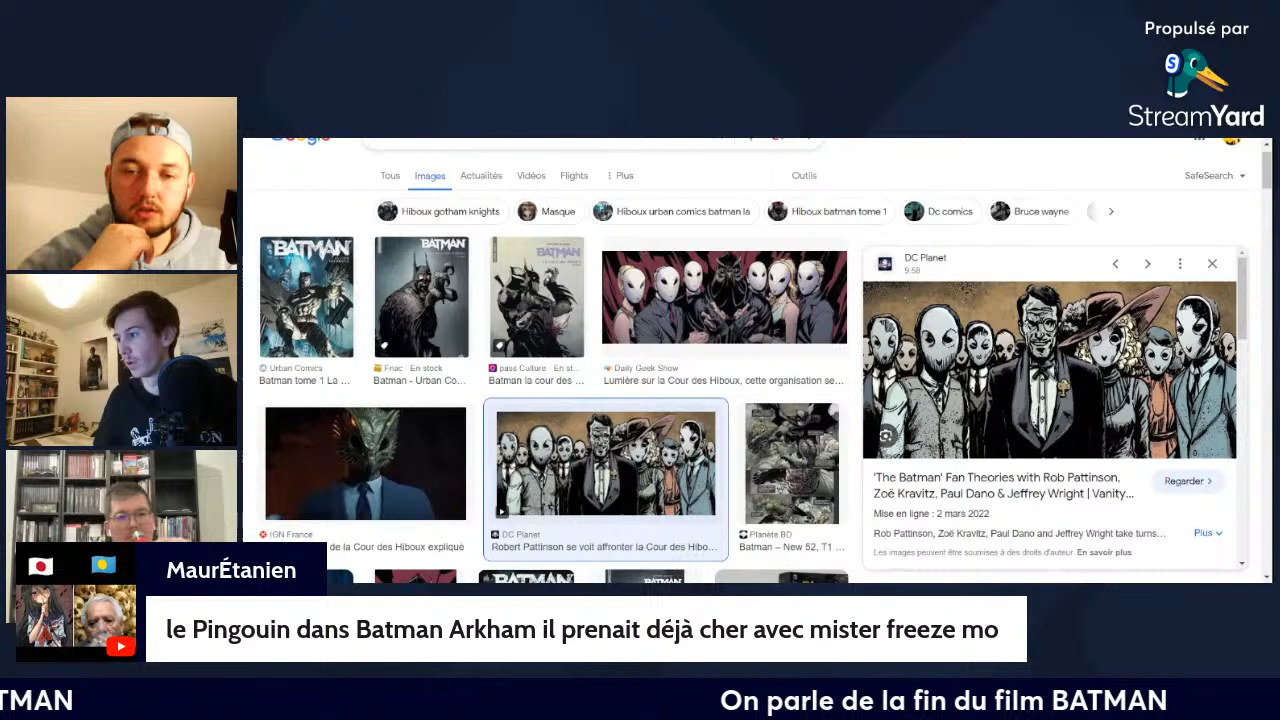 Propulsé par
StreamYard
Tous Images Actualités Vidéos Flights Plus Outils SafeSearch
Hiboux gotham knights Masque Hiboux urban comics batman la Hiboux batman tome 1 Dc comics Bruce wayne
BATMAN
BATMAN
BATMAN
Urban Comics
Batman tome 1 La ...
Fnac · En stock
Batman - Urban Co...
pass Culture · En st...
Batman la cour des ...
Daily Geek Show
Lumière sur la Cour des Hiboux, cette organisation se...
IGN France
de la Cour des Hiboux expliqué
DC Planet
Robert Pattinson se voit affronter la Cour des Hibo...
Planète BD
Batman – New 52, T1 ...
BATMAN
BATMAN
DC Planet
9:58
'The Batman' Fan Theories with Rob Pattinson,
Zoë Kravitz, Paul Dano & Jeffrey Wright | Vanity...
Regarder
Mise en ligne : 2 mars 2022
Rob Pattinson, Zoë Kravitz, Paul Dano and Jeffrey Wright take turns...
Plus
Les images peuvent être soumises à des droits d'auteur. En savoir plus
MaurÉtanien
le Pingouin dans Batman Arkham il prenait déjà cher avec mister freeze mo
TMAN
On parle de la fin du film BATMAN